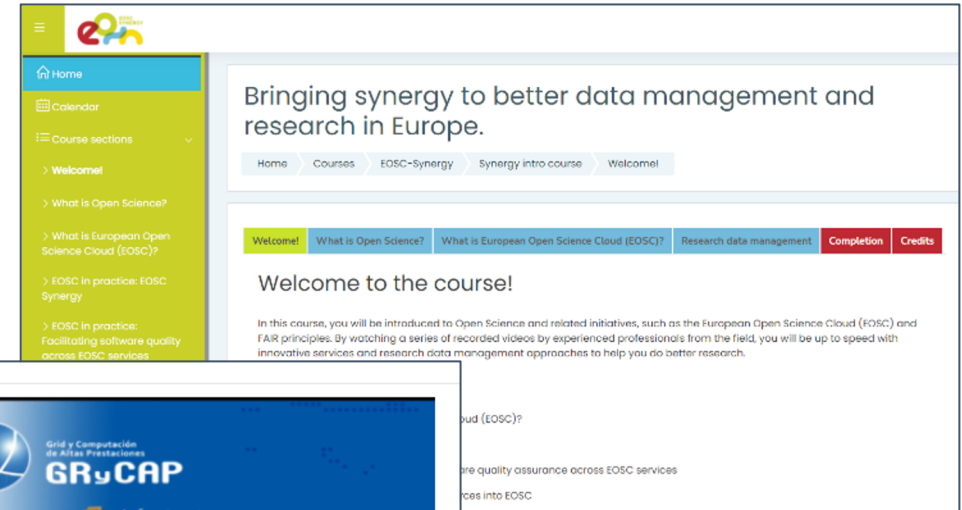 EOSC
SYNERGY
Home
Calendar
Course sections
> Welcome!
> What is Open Science?
> What is European Open
Science Cloud (EOSC)?
> EOSC in practice: EOSC
Synergy
> EOSC in practice:
Facilitating software quality
across EOSC services
Bringing synergy to better data management and
research in Europe.
Home Courses EOSC-Synergy Synergy intro course Welcome!
Welcome! What is Open Science? What is European Open Science Cloud (EOSC)? Research data management Completion Credits
Welcome to the course!
In this course, you will be introduced to Open Science and related initiatives, such as the European Open Science Cloud (EOSC) and
FAIR principles. By watching a series of recorded videos by experienced professionals from the field, you will be up to speed with
innovative services and research data management approaches to help you do better research.
(EOSC)?
quality assurance across EOSC services
into EOSC
Grid y Computación
de Altas Prestaciones
GRyCAP